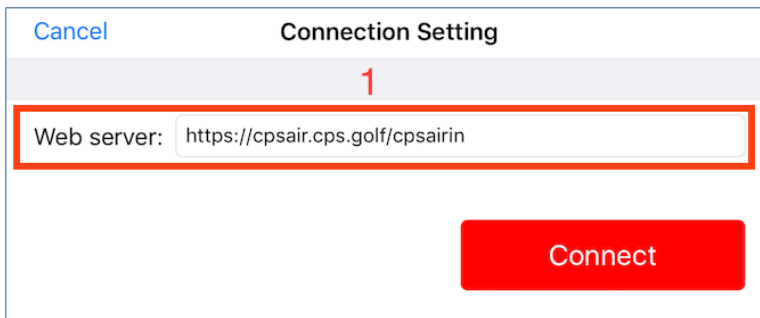 Cancel Connection Setting
1
Web server: https://cpsair.cps.golf/cpsairin
Connect